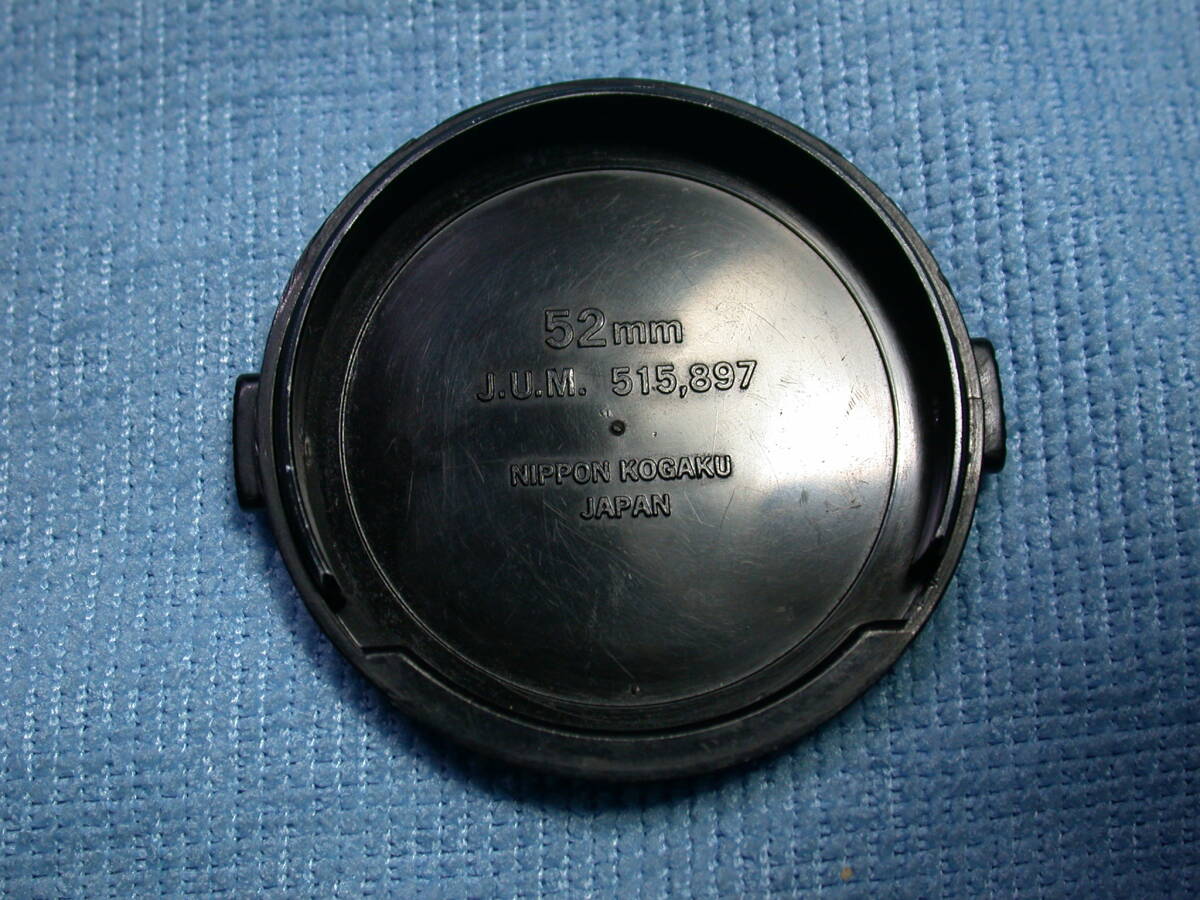 52mm
J.U.M. 515,897
NIPPON KOGAKU
JAPAN